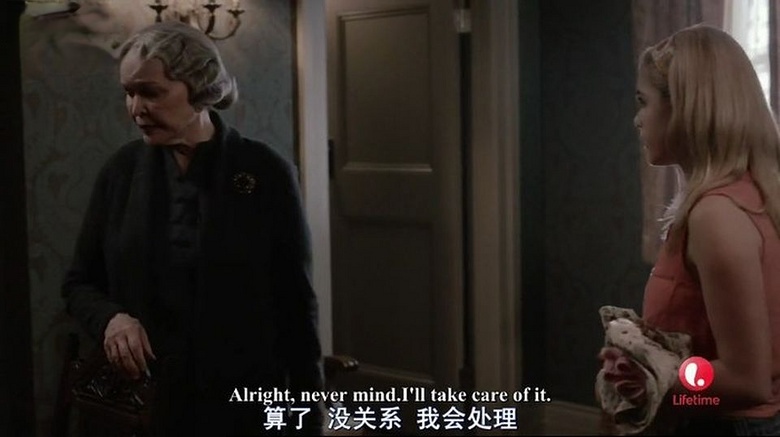 Alright, never mind.I'll take care of it.
算了 没关系 我会处理
Lifetime